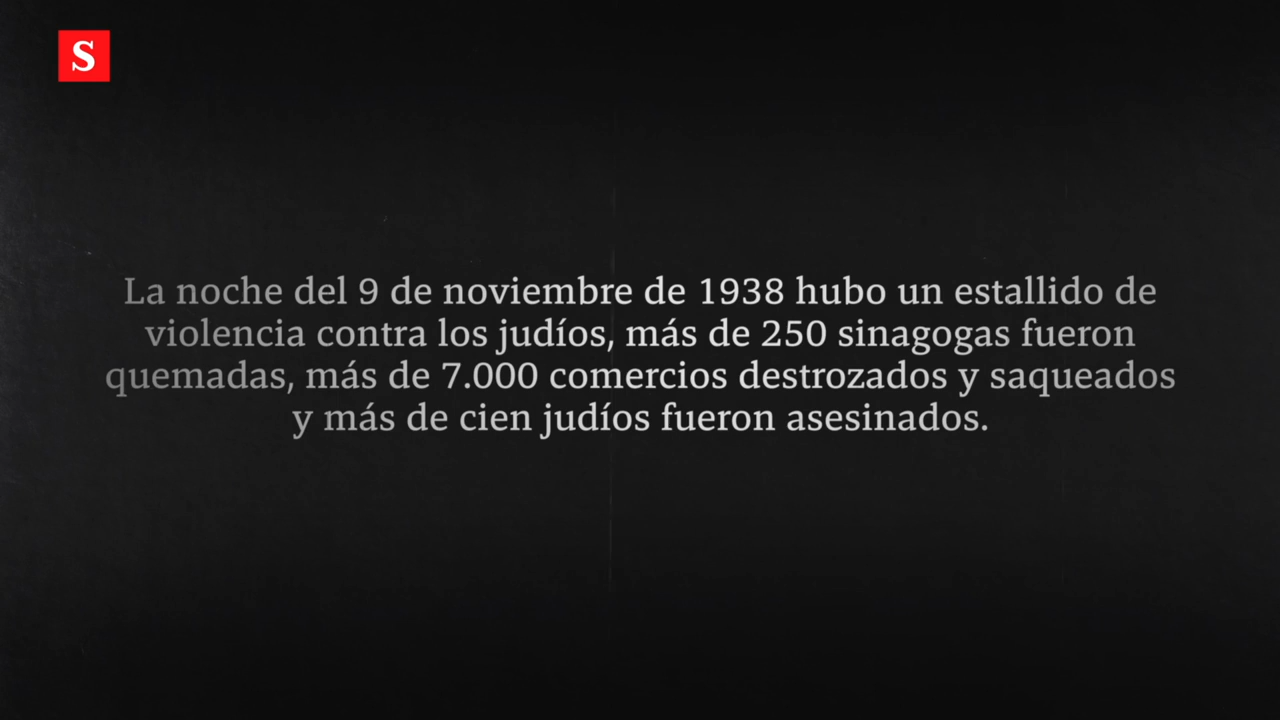 S
La noche del 9 de noviembre de 1938 hubo un estallido de
violencia contra los judíos, más de 250 sinagogas fueron
quemadas, más de 7.000 comercios destrozados y saqueados
y más de cien judíos fueron asesinados.